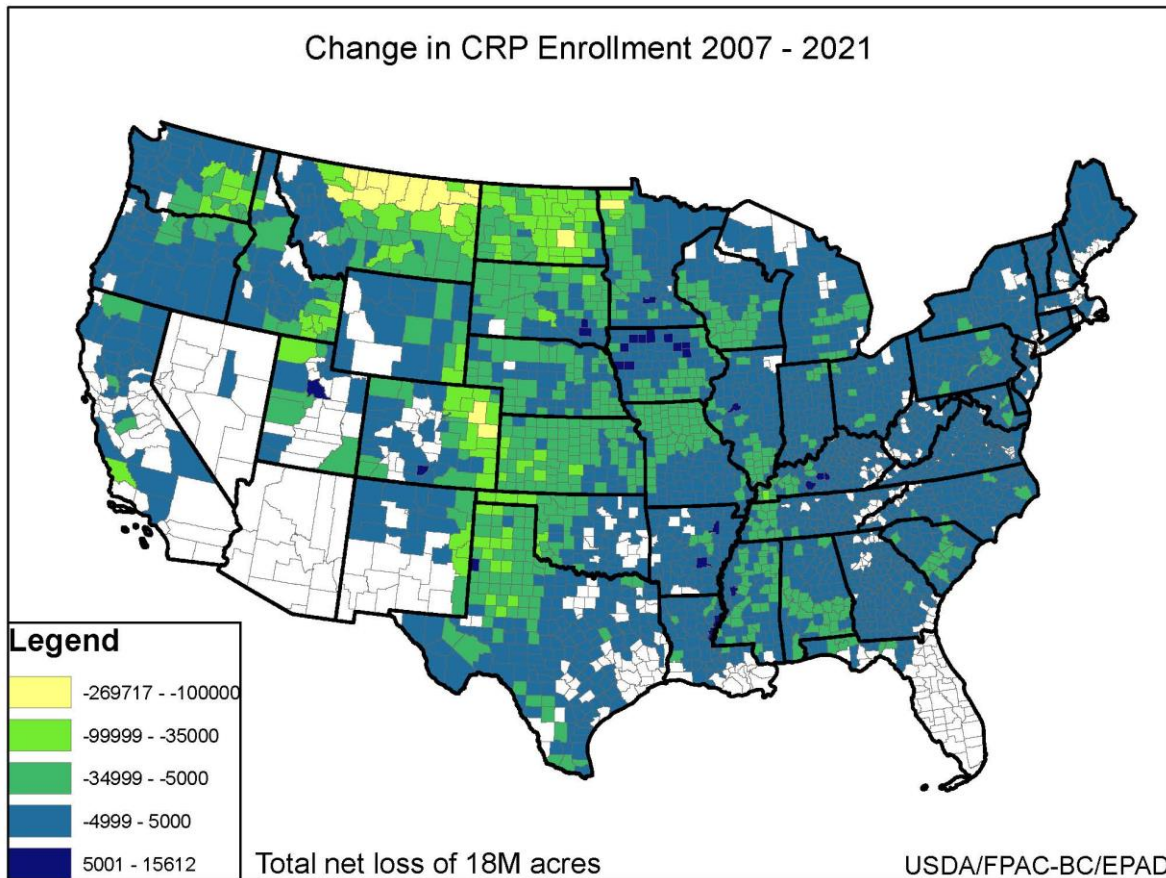 Change in CRP Enrollment 2007 - 2021
Legend
-269717 - -100000
-99999 - -35000
-34999 - -5000
-4999 - 5000
5001 - 15612
Total net loss of 18M acres
USDA/FPAC-BC/EPAD